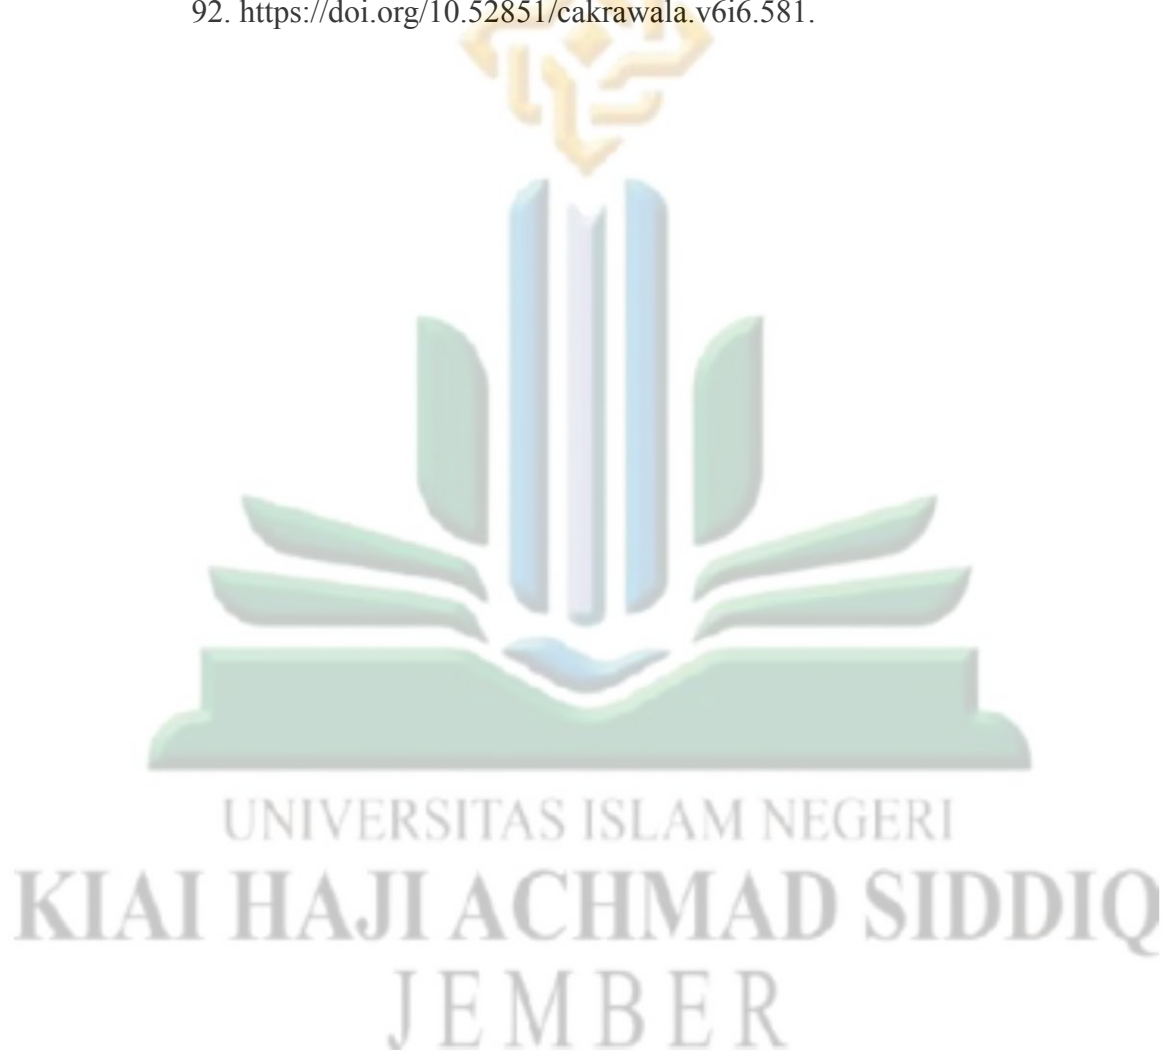 92. https://doi.org/10.52851/cakrawala.v6i6.581.
UNIVERSITAS ISLAM NEGERI
KIAI HAJI ACHMAD SIDDIQ
JEMBER